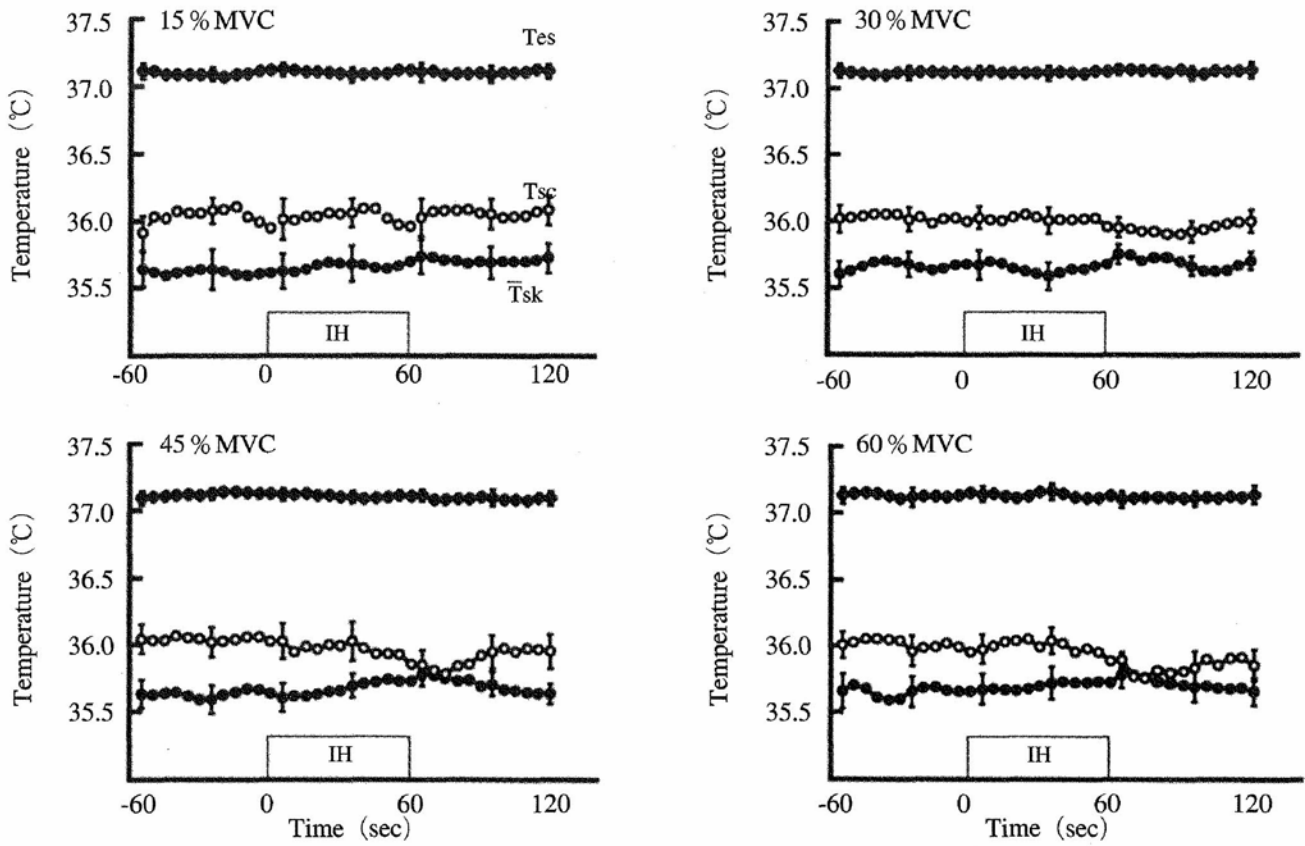 15 % MVC
Tes
Tsc
T̅sk
IH
37.5
37.0
36.5
36.0
35.5
Temperature (℃)
-60
0
60
120
30 % MVC
IH
37.5
37.0
36.5
36.0
35.5
Temperature (℃)
-60
0
60
120
45 % MVC
IH
37.5
37.0
36.5
36.0
35.5
Temperature (℃)
-60
0
60
120
Time (sec)
60 % MVC
IH
37.5
37.0
36.5
36.0
35.5
Temperature (℃)
-60
0
60
120
Time (sec)